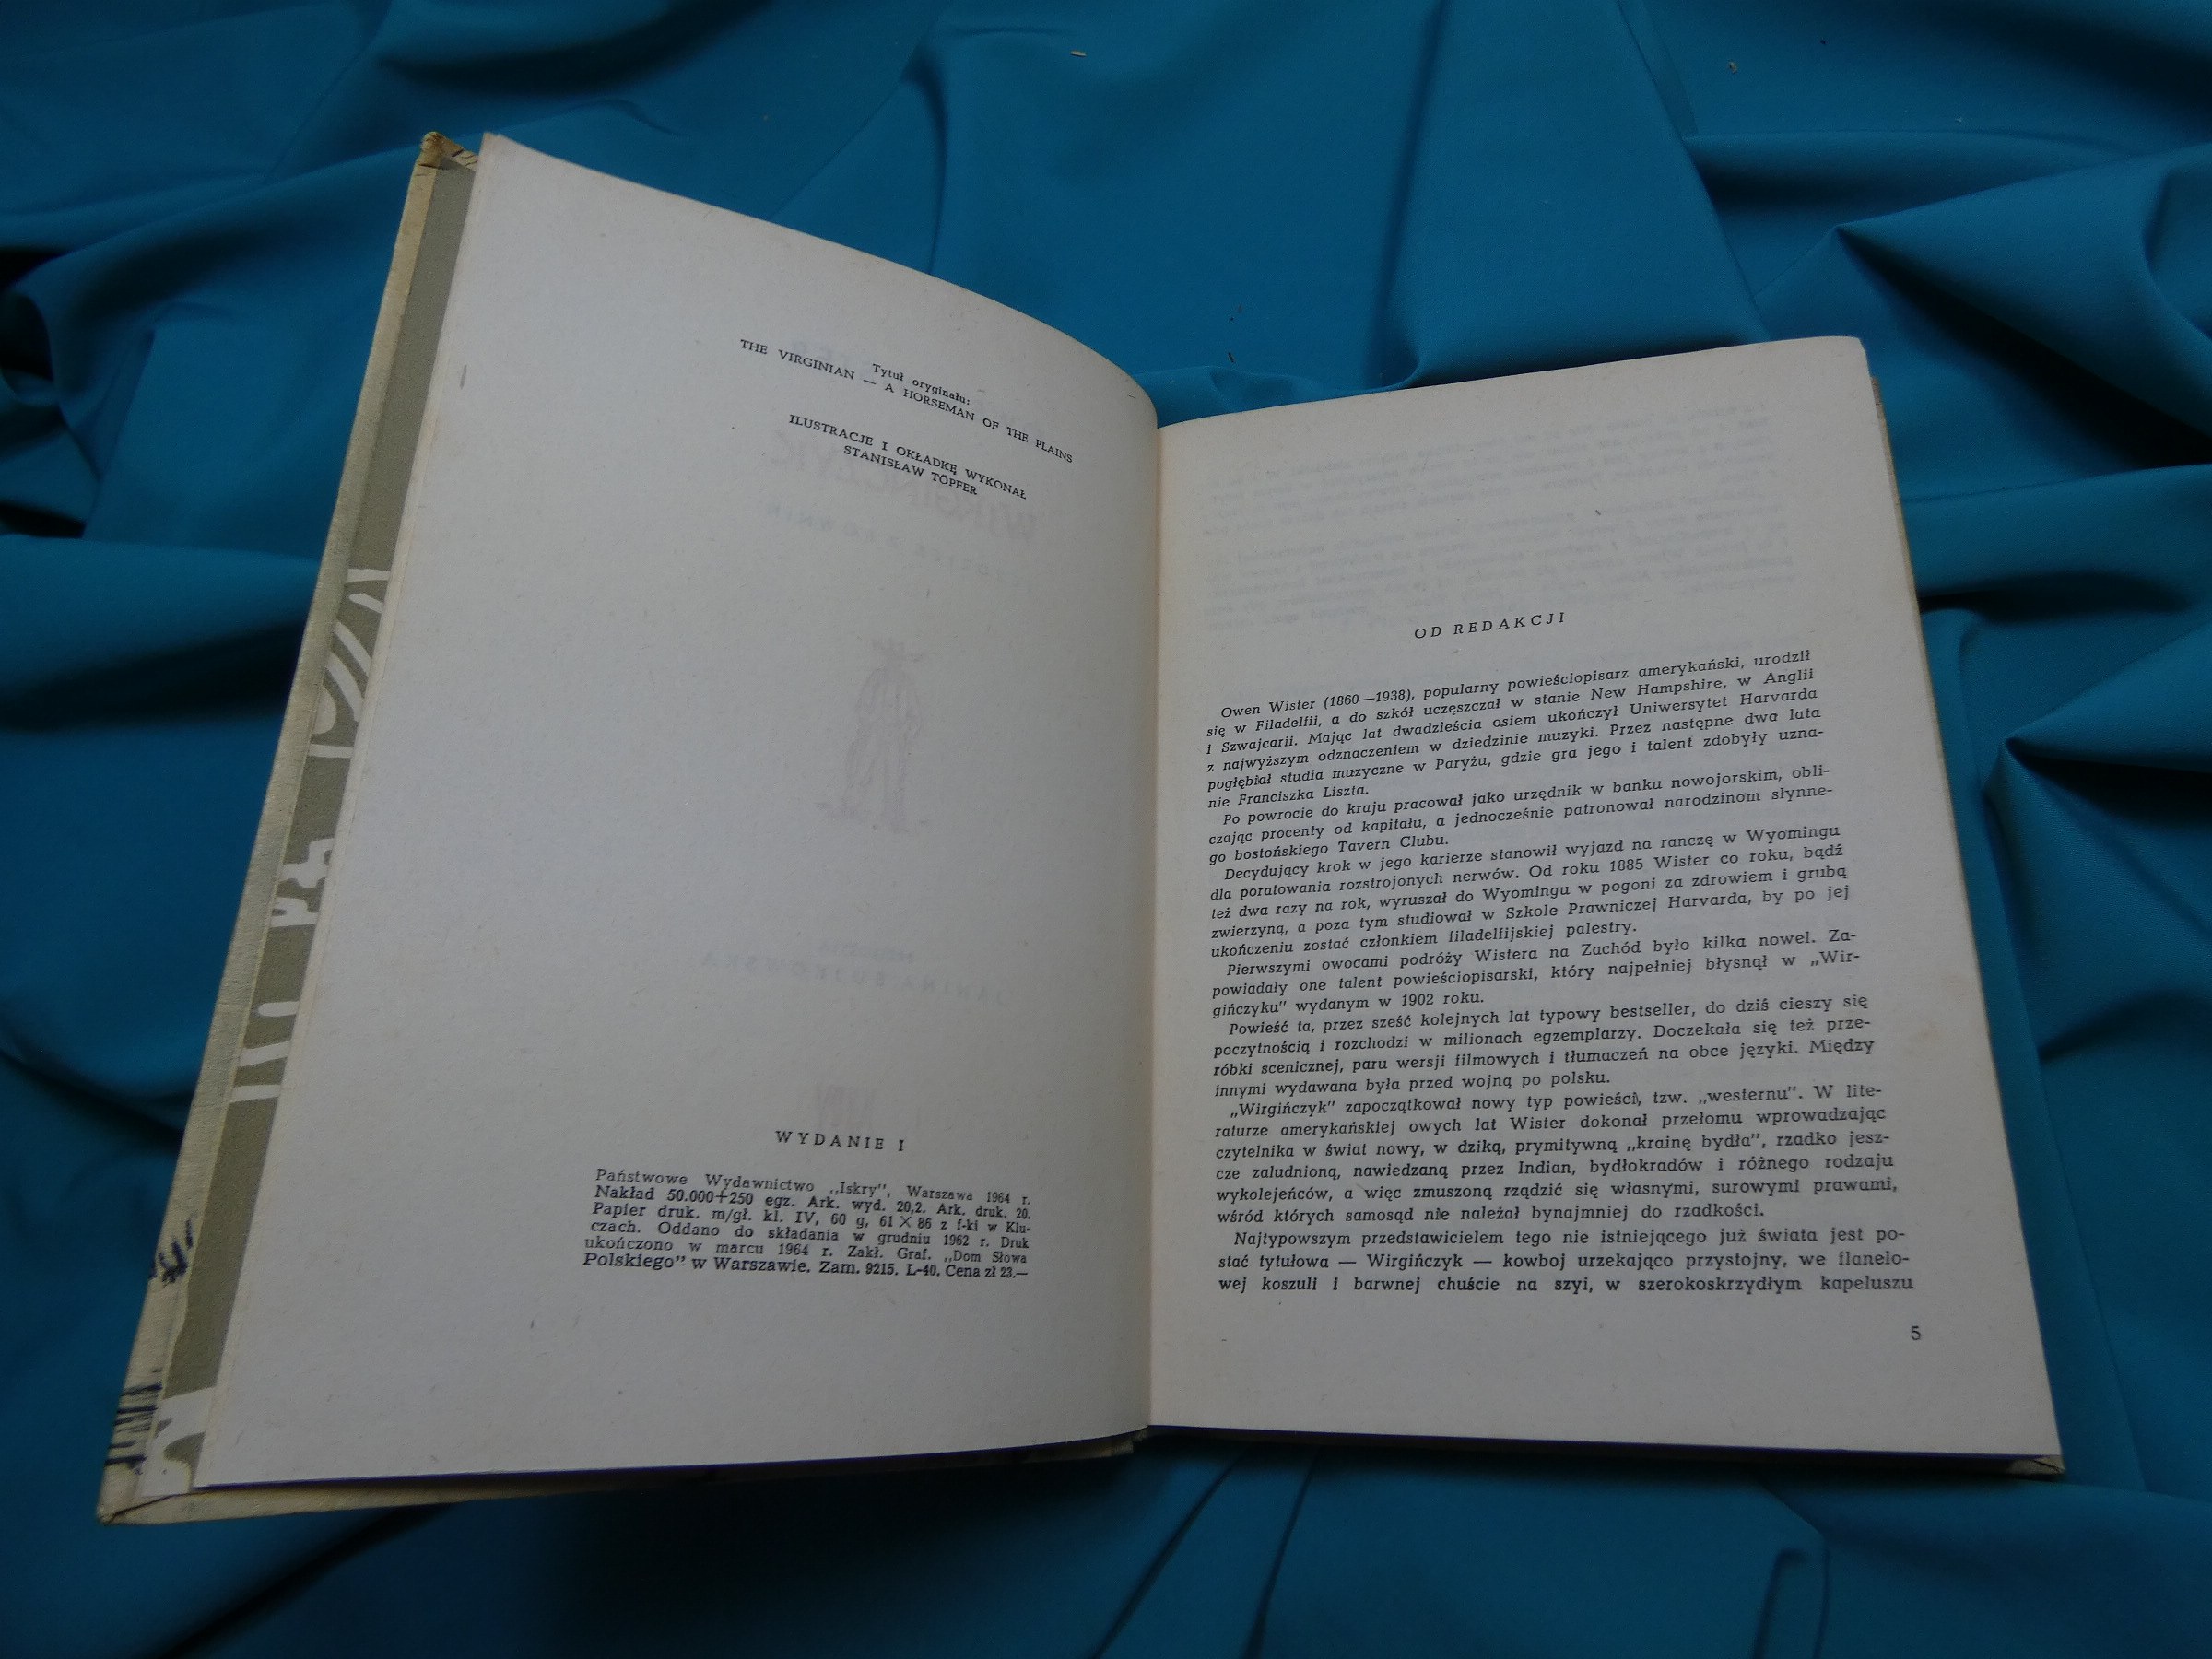 Tytuł oryginału:
THE VIRGINIAN — A HORSEMAN OF THE PLAINS
ILUSTRACJE I OKŁADKĘ WYKONAŁ
STANISŁAW TÖPFER
WYDANIE I
Państwowe Wydawnictwo „Iskry", Warszawa 1964 r.
Nakład 50.000+250 egz. Ark. wyd. 20,2. Ark. druk. 20.
Papier druk. m/gł. kl. IV, 60 g, 61 × 86 z f-ki w Klu-
czach. Oddano do składania w grudniu 1962 r. Druk
ukończono w marcu 1964 r. Zakł. Graf. „Dom Słowa
Polskiego" w Warszawie. Zam. 9215. L-40. Cena zł 23.—
OD REDAKCJI
Owen Wister (1860—1938), popularny powieściopisarz amerykański, urodził
się w Filadelfii, a do szkół uczęszczał w stanie New Hampshire, w Anglii
i Szwajcarii. Mając lat dwadzieścia osiem ukończył Uniwersytet Harvarda
z najwyższym odznaczeniem w dziedzinie muzyki. Przez następne dwa lata
pogłębiał studia muzyczne w Paryżu, gdzie gra jego i talent zdobyły uzna-
nie Franciszka Liszta.
Po powrocie do kraju pracował jako urzędnik w banku nowojorskim, obli-
czając procenty od kapitału, a jednocześnie patronował narodzinom słynne-
go bostońskiego Tavern Clubu.
Decydujący krok w jego karierze stanowił wyjazd na ranczę w Wyomingu
dla poratowania rozstrojonych nerwów. Od roku 1885 Wister co roku, bądź
też dwa razy na rok, wyruszał do Wyomingu w pogoni za zdrowiem i grubą
zwierzyną, a poza tym studiował w Szkole Prawniczej Harvarda, by po jej
ukończeniu zostać członkiem filadelfijskiej palestry.
Pierwszymi owocami podróży Wistera na Zachód było kilka nowel. Za-
powiadały one talent powieściopisarski, który najpełniej błysnął w „Wir-
gińczyku" wydanym w 1902 roku.
Powieść ta, przez sześć kolejnych lat typowy bestseller, do dziś cieszy się
poczytnością i rozchodzi w milionach egzemplarzy. Doczekała się też prze-
róbki scenicznej, paru wersji filmowych i tłumaczeń na obce języki. Między
innymi wydawana była przed wojną po polsku.
„Wirgińczyk" zapoczątkował nowy typ powieści, tzw. „westernu". W lite-
raturze amerykańskiej owych lat Wister dokonał przełomu wprowadzając
czytelnika w świat nowy, w dziką, prymitywną „krainę bydła", rzadko jesz-
cze zaludnioną, nawiedzaną przez Indian, bydłokradów i różnego rodzaju
wykolejeńców, a więc zmuszoną rządzić się własnymi, surowymi prawami,
wśród których samosąd nie należał bynajmniej do rzadkości.
Najtypowszym przedstawicielem tego nie istniejącego już świata jest po-
stać tytułowa — Wirgińczyk — kowboj urzekająco przystojny, we flanelo-
wej koszuli i barwnej chuście na szyi, w szerokoskrzydłym kapeluszu
5